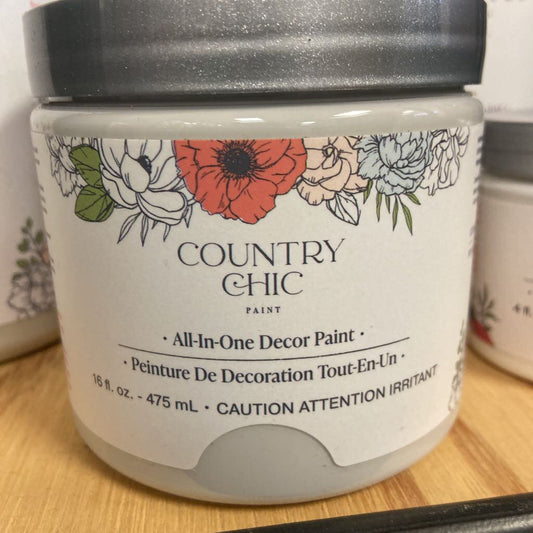 COUNTRY
CHIC
PAINT
· All-In-One Decor Paint ·
· Peinture De Decoration Tout-En-Un ·
16 fl. oz. - 475 mL • CAUTION ATTENTION IRRITANT